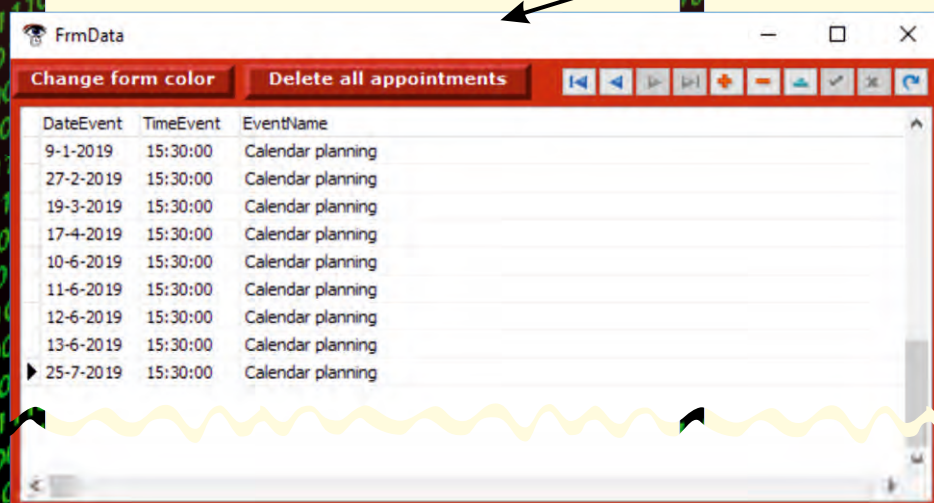 FrmData
Change form color Delete all appointments
DateEvent TimeEvent EventName
9-1-2019 15:30:00 Calendar planning
27-2-2019 15:30:00 Calendar planning
19-3-2019 15:30:00 Calendar planning
17-4-2019 15:30:00 Calendar planning
10-6-2019 15:30:00 Calendar planning
11-6-2019 15:30:00 Calendar planning
12-6-2019 15:30:00 Calendar planning
13-6-2019 15:30:00 Calendar planning
25-7-2019 15:30:00 Calendar planning